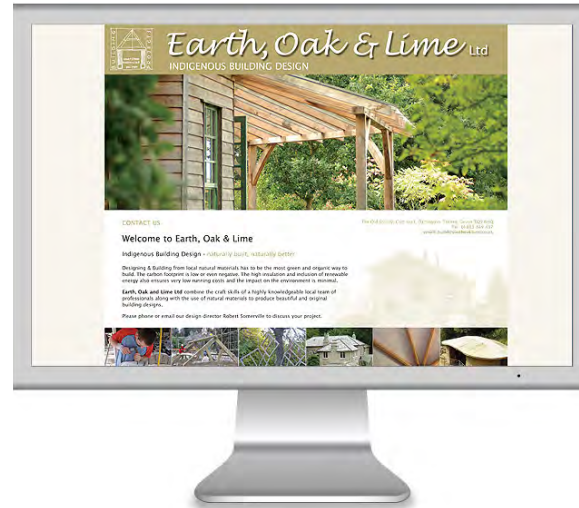 Earth, Oak & Lime Ltd
INDIGENOUS BUILDING DESIGN
CONTACT US
Welcome to Earth, Oak & Lime
Indigenous Building Design - naturally built, naturally better
Designing & Building from local natural materials has to be the most green and organic way to
build. The carbon footprint is low or even negative. The high insulation and inclusion of renewable
energy also ensures very low running costs and the impact on the environment is minimal.
Earth, Oak and Lime Ltd combine the craft skills of a highly knowledgeable local team of
professionals along with the use of natural materials to produce beautiful and original
building designs.
Please phone or email our design director Robert Somerville to discuss your project.